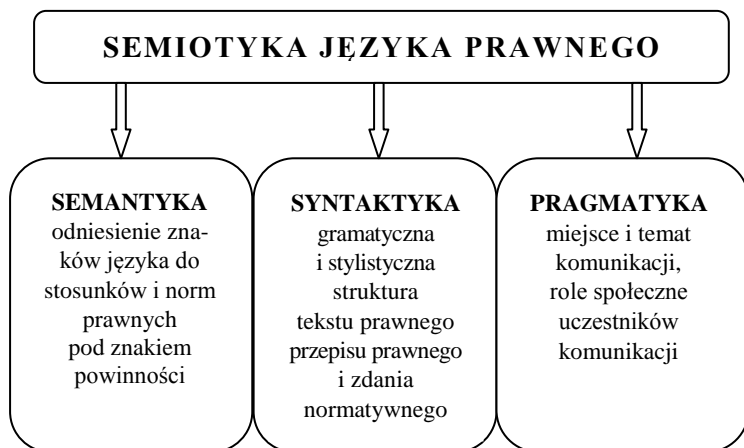 SEMIOTYKA JĘZYKA PRAWNEGO
SEMANTYKA
odniesienie zna-
ków języka do
stosunków i norm
prawnych
pod znakiem
powinności
SYNTAKTYKA
gramatyczna
i stylistyczna
struktura
tekstu prawnego
przepisu prawnego
i zdania
normatywnego
PRAGMATYKA
miejsce i temat
komunikacji,
role społeczne
uczestników
komunikacji